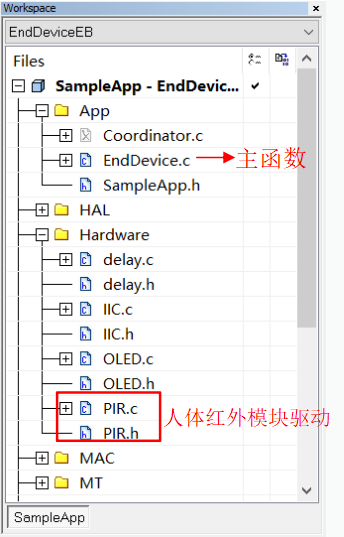 Workspace
EndDeviceEB
Files
SampleApp - EndDevic...
App
Coordinator.c
EndDevice.c 主函数
SampleApp.h
HAL
Hardware
delay.c
delay.h
IIC.c
IIC.h
OLED.c
OLED.h
PIR.c
人体红外模块驱动
PIR.h
MAC
MT
SampleApp